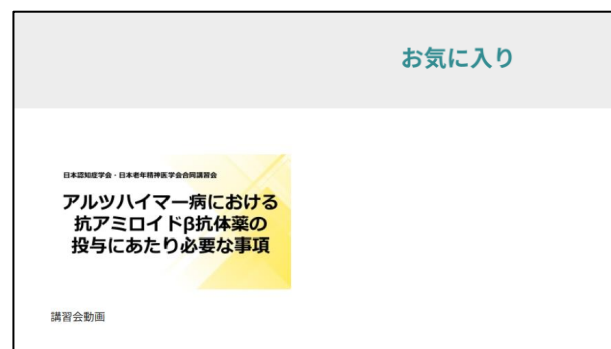 お気に入り
日本認知症学会・日本老年精神医学会合同講習会
アルツハイマー病における
抗アミロイドβ抗体薬の
投与にあたり必要な事項
講習会動画